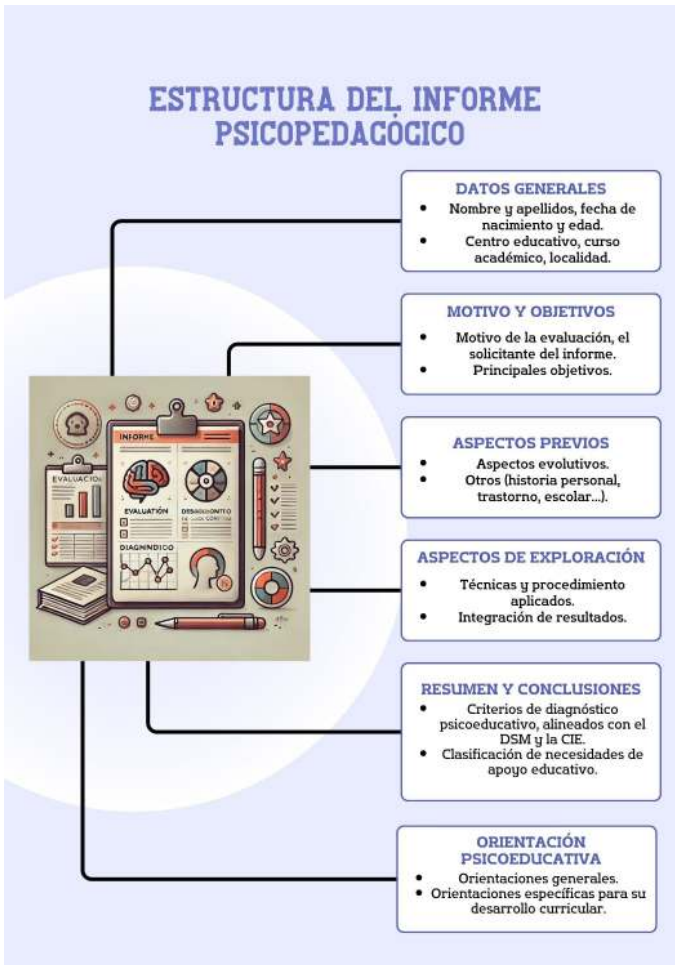 ESTRUCTURA DEL INFORME
PSICOPEDAGÓGICO
DATOS GENERALES
• Nombre y apellidos, fecha de
nacimiento y edad.
• Centro educativo, curso
académico, localidad.
MOTIVO Y OBJETIVOS
• Motivo de la evaluación, el
solicitante del informe.
• Principales objetivos.
ASPECTOS PREVIOS
• Aspectos evolutivos.
• Otros (historia personal,
trastorno, escolar...).
ASPECTOS DE EXPLORACIÓN
• Técnicas y procedimiento
aplicados.
• Integración de resultados.
RESUMEN Y CONCLUSIONES
• Criterios de diagnóstico
psicoeducativo, alineados con el
DSM y la CIE.
• Clasificación de necesidades de
apoyo educativo.
ORIENTACIÓN
PSICOEDUCATIVA
• Orientaciones generales.
• Orientaciones específicas para su
desarrollo curricular.
INFORME
EVALUACIÓN
DIAGNINDICO